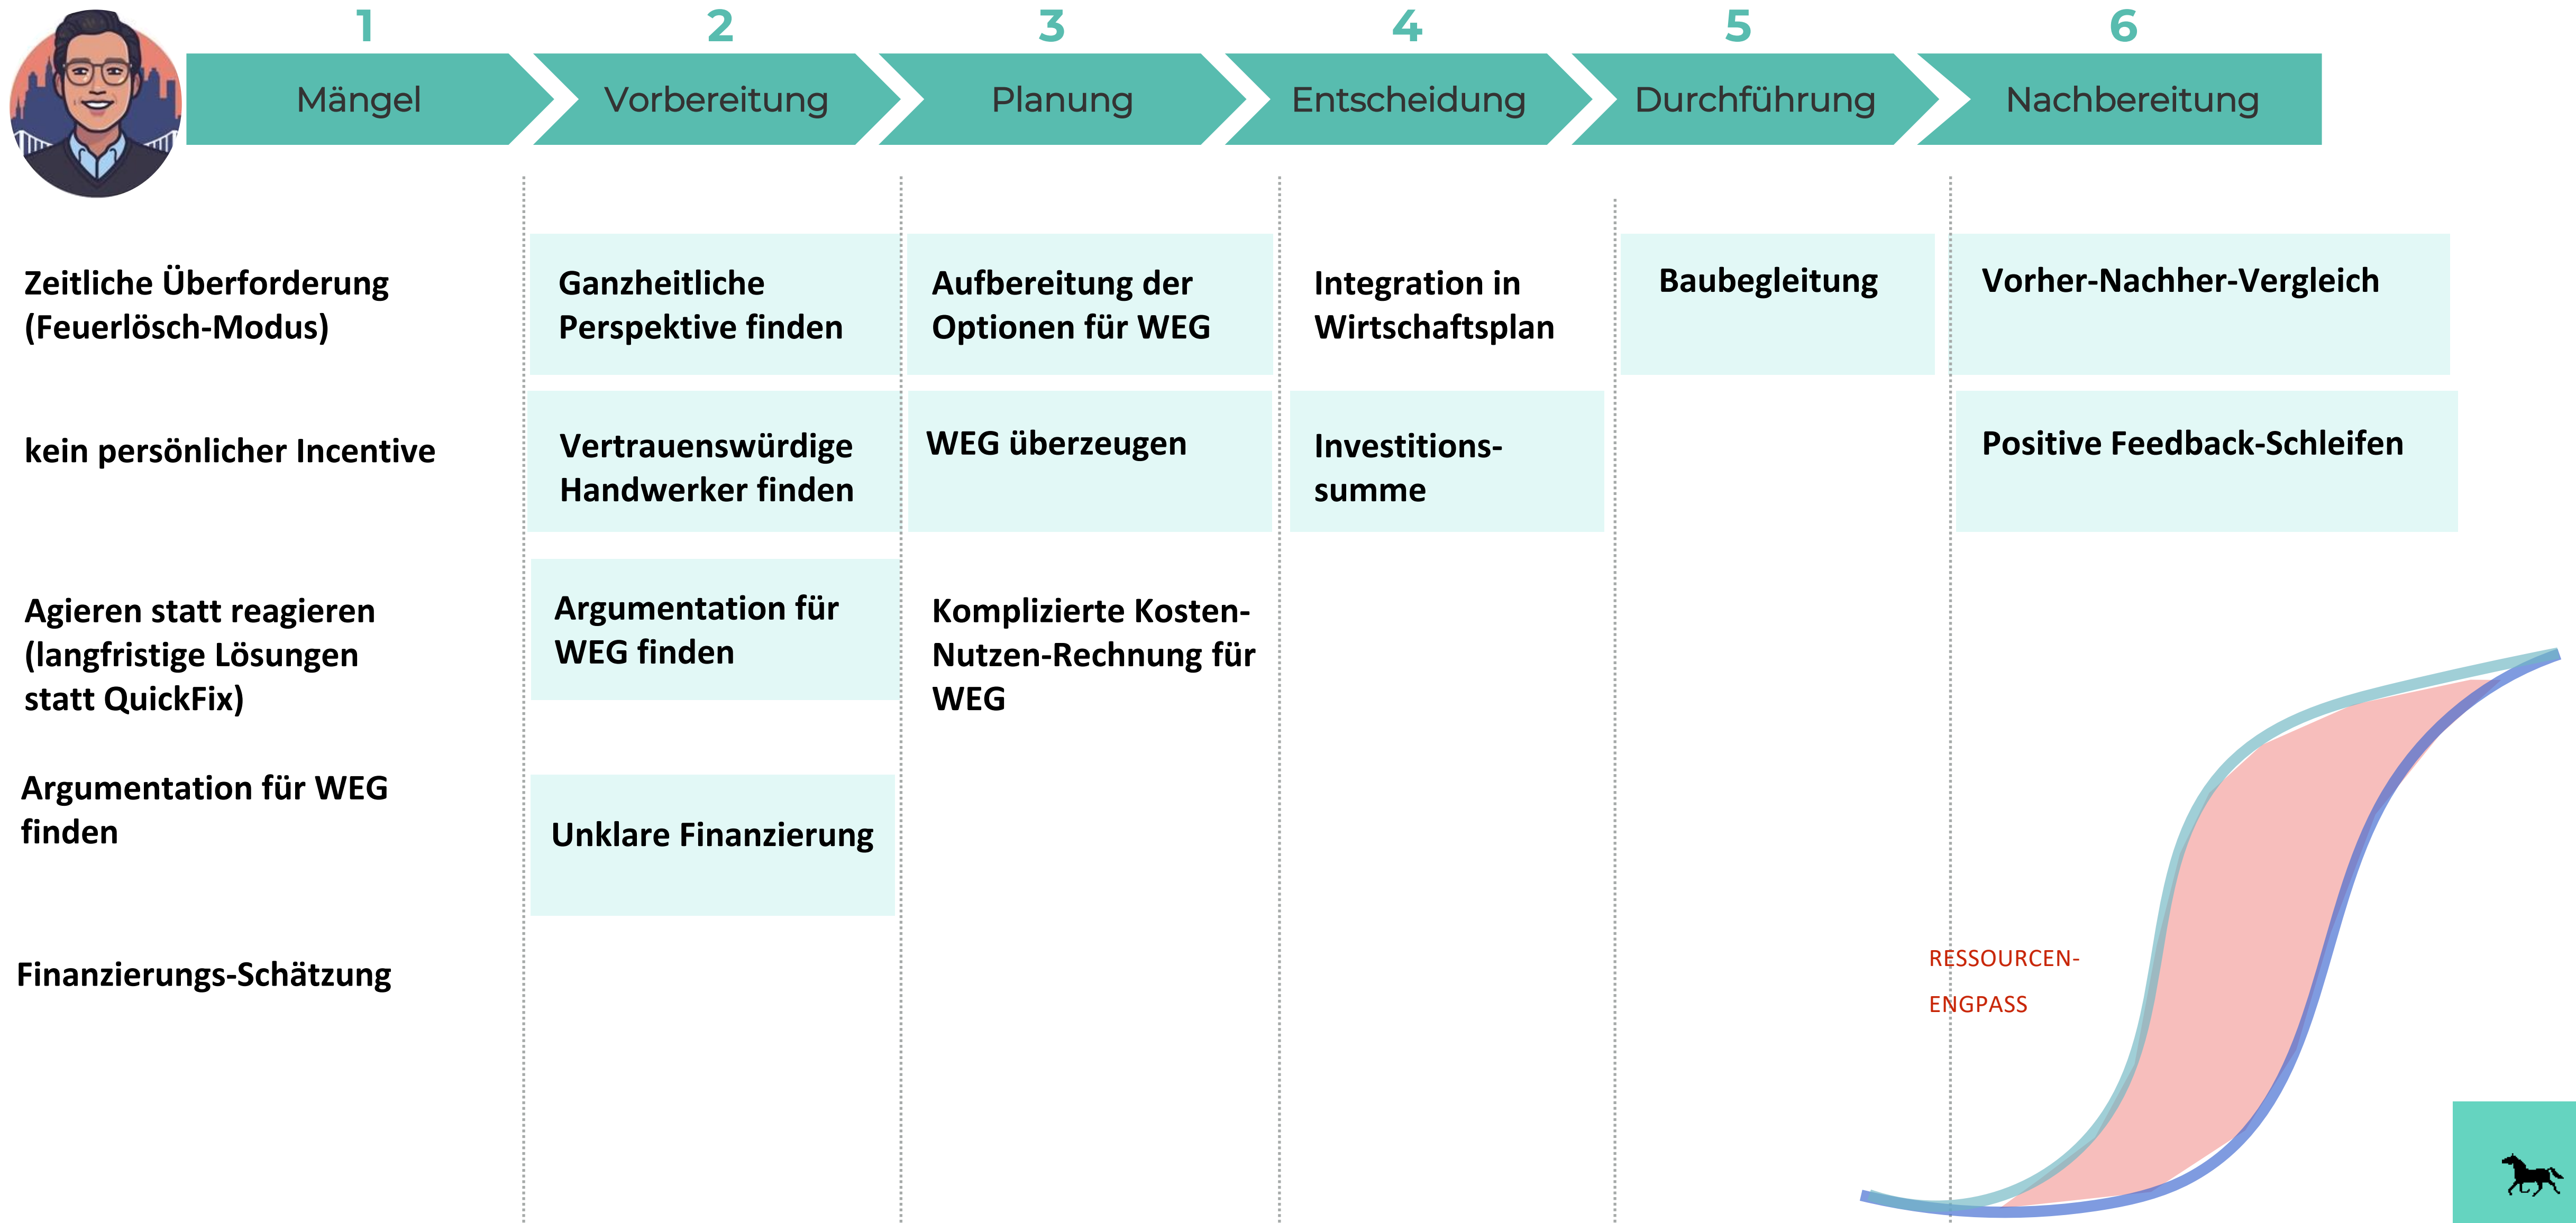 1
2
3
4
5
6
Mängel
Vorbereitung
Planung
Entscheidung
Durchführung
Nachbereitung
Zeitliche Überforderung
(Feuerlösch-Modus)
kein persönlicher Incentive
Agieren statt reagieren
(langfristige Lösungen
statt QuickFix)
Argumentation für WEG
finden
Finanzierungs-Schätzung
Ganzheitliche
Perspektive finden
Vertrauenswürdige
Handwerker finden
Argumentation für
WEG finden
Unklare Finanzierung
Aufbereitung der
Optionen für WEG
WEG überzeugen
Komplizierte Kosten-
Nutzen-Rechnung für
WEG
Integration in
Wirtschaftsplan
Investitions-
summe
Baubegleitung
Vorher-Nachher-Vergleich
Positive Feedback-Schleifen
RESSOURCEN-
ENGPASS